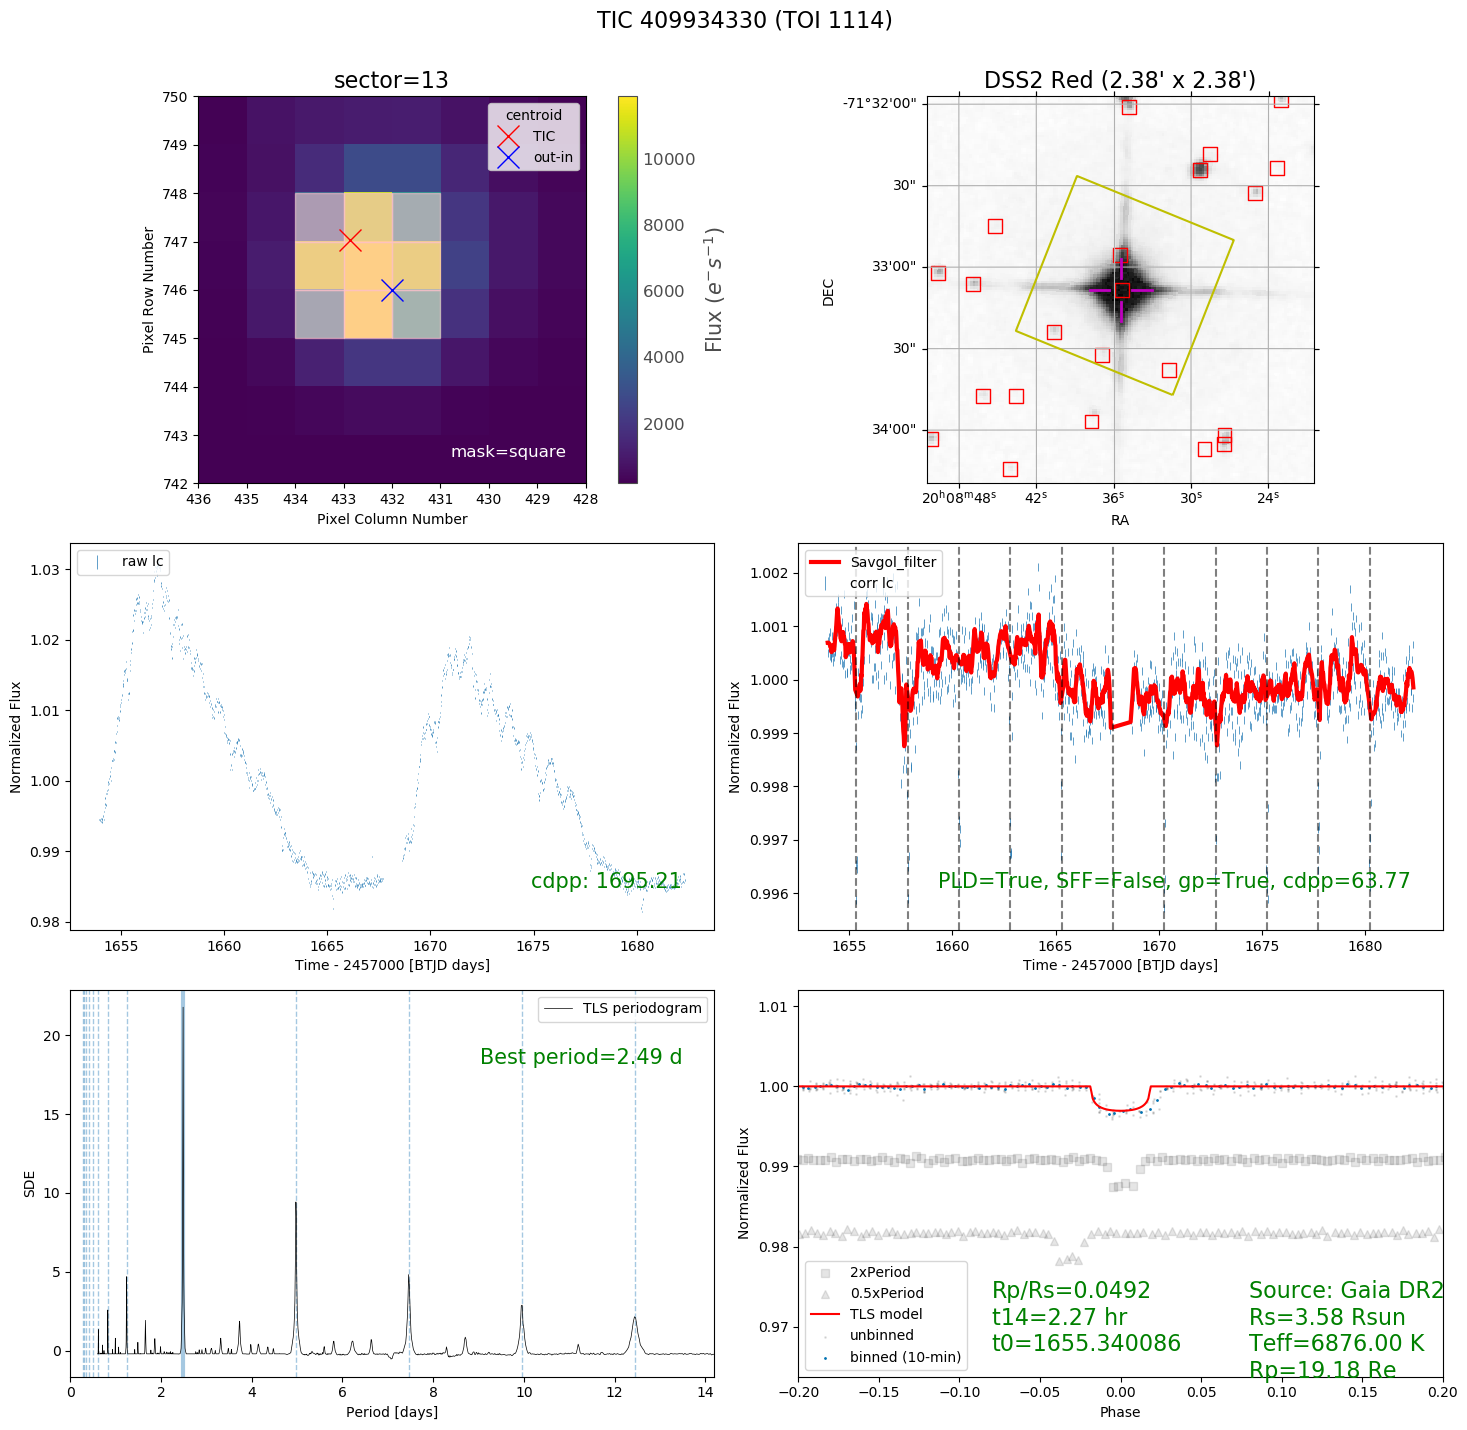 TIC 409934330 (TOI 1114)
sector=13
750
749
748
747
746
745
744
743
742
436 435 434 433 432 431 430 429 428
Pixel Row Number
Pixel Column Number
centroid
TIC
out-in
mask=square
10000
8000
6000
4000
2000
Flux (e⁻s⁻¹)
DSS2 Red (2.38' x 2.38')
-71°32'00"
30"
33'00"
30"
34'00"
20ʰ08ᵐ48ˢ 42ˢ 36ˢ 30ˢ 24ˢ
DEC
RA
raw lc
1.03
1.02
1.01
1.00
0.99
0.98
1655 1660 1665 1670 1675 1680
Normalized Flux
Time - 2457000 [BTJD days]
cdpp: 1695.21
Savgol_filter
corr lc
1.002
1.001
1.000
0.999
0.998
0.997
0.996
1655 1660 1665 1670 1675 1680
Normalized Flux
Time - 2457000 [BTJD days]
PLD=True, SFF=False, gp=True, cdpp=63.77
TLS periodogram
Best period=2.49 d
20
15
10
5
0
0 2 4 6 8 10 12 14
SDE
Period [days]
1.01
1.00
0.99
0.98
0.97
−0.20 −0.15 −0.10 −0.05 0.00 0.05 0.10 0.15 0.20
Normalized Flux
Phase
2xPeriod
0.5xPeriod
TLS model
unbinned
binned (10-min)
Rp/Rs=0.0492
t14=2.27 hr
t0=1655.340086
Source: Gaia DR2
Rs=3.58 Rsun
Teff=6876.00 K
Rp=19.18 Re